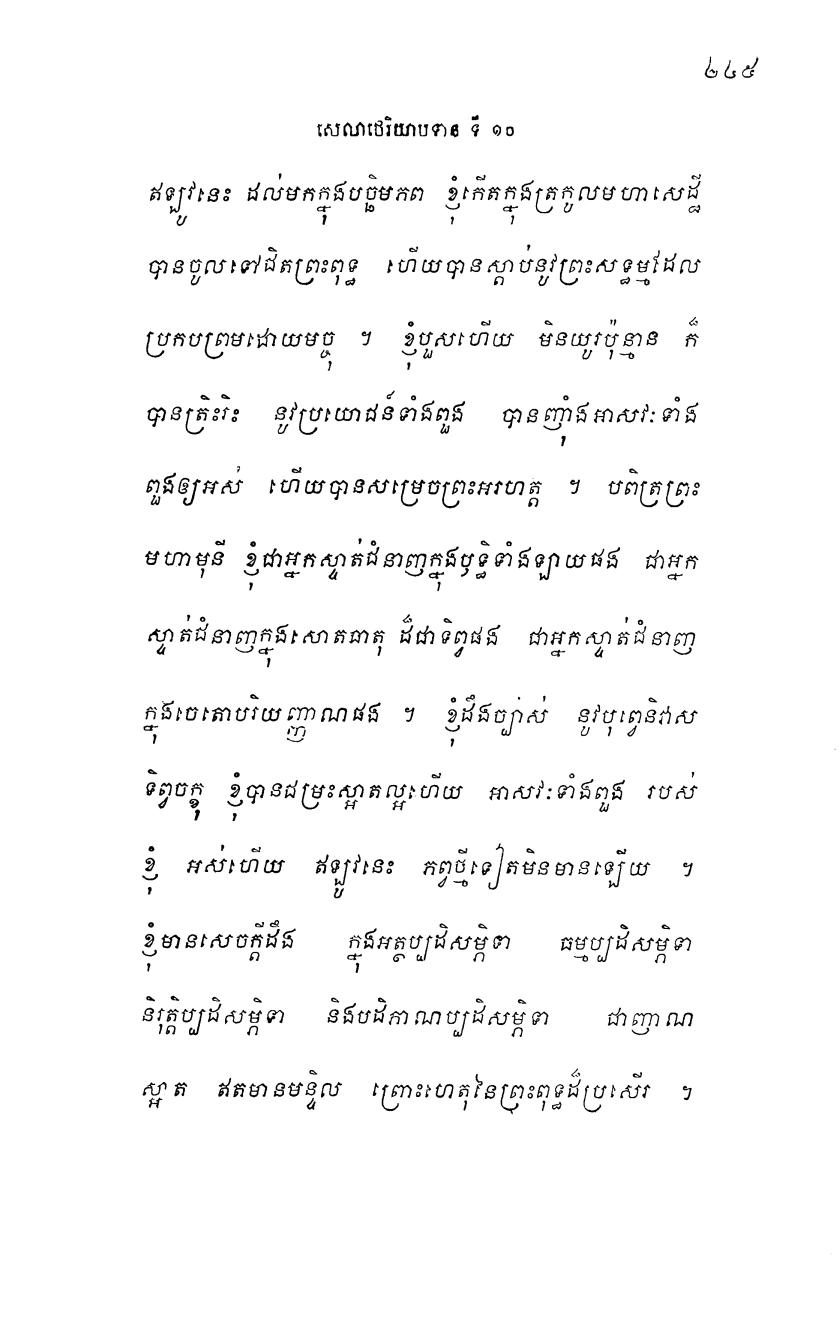 ២៤៥
សេលាថេរិយាបទាន ទី ១០
ឥឡូវនេះ ដល់មកក្នុងបច្ឆិមភព ខ្ញុំកើតក្នុងត្រកូលមហាសេដ្ឋី
បានចូលទៅជិតព្រះពុទ្ធ ហើយបានស្តាប់នូវព្រះសទ្ធម្មដែល
ប្រកបព្រមដោយមច្ចុ ។ ខ្ញុំបួសហើយ មិនយូរប៉ុន្មាន ក៏
បានត្រិះរិះ នូវប្រយោជន៍ទាំងពួង បានញ៉ាំងអាសវៈទាំង
ពួងឲ្យអស់ ហើយបានសម្រេចព្រះអរហត្ត ។ បពិត្រព្រះ
មហាមុនី ខ្ញុំជាអ្នកស្ទាត់ជំនាញក្នុងឫទ្ធិទាំងឡាយផង ជាអ្នក
ស្ទាត់ជំនាញក្នុងសោតធាតុ ដ៏ជាទិព្វផង ជាអ្នកស្ទាត់ជំនាញ
ក្នុងចេតោបរិយញ្ញាណផង ។ ខ្ញុំដឹងច្បាស់ នូវបុព្វេនិវាស
ទិព្វចក្ខុ ខ្ញុំបានជម្រះស្អាតល្អហើយ អាសវៈទាំងពួង របស់
ខ្ញុំ អស់ហើយ ឥឡូវនេះ ភព្វថ្មីទៀតមិនមានឡើយ ។
ខ្ញុំមានសេចក្តីដឹង ក្នុងអត្ថប្បដិសម្ភិទា ធម្មប្បដិសម្ភិទា
និរុត្តិប្បដិសម្ភិទា និងបដិភាណប្បដិសម្ភិទា ជាញាណ
ស្អាត ឥតមានមន្ទិល ព្រោះហេតុនៃព្រះពុទ្ធដ៏ប្រសើរ ។